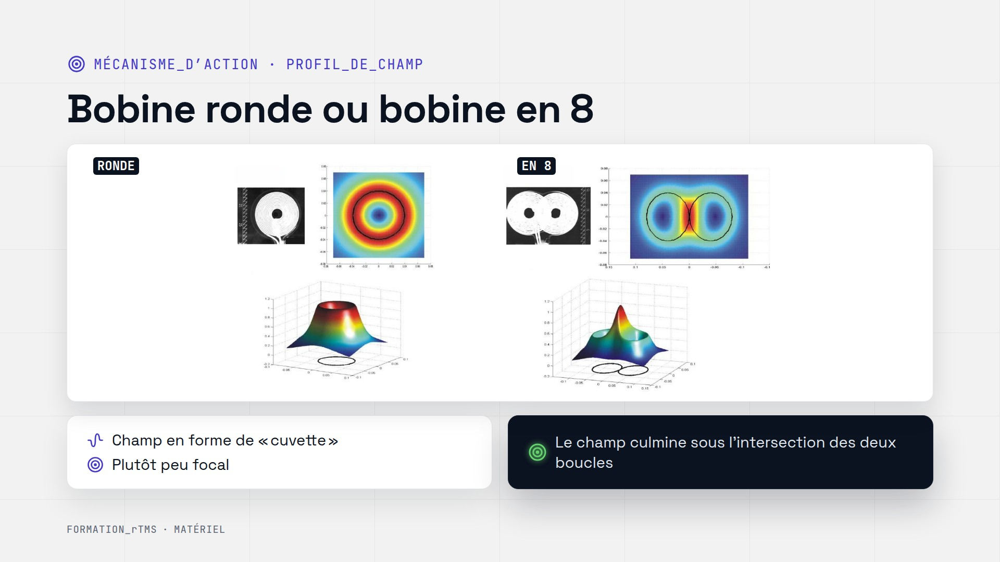 MÉCANISME_D’ACTION · PROFIL_DE_CHAMP
Bobine ronde ou bobine en 8
RONDE
EN 8
Champ en forme de « cuvette »
Plutôt peu focal
Le champ culmine sous l’intersection des deux
boucles
FORMATION_rTMS · MATÉRIEL